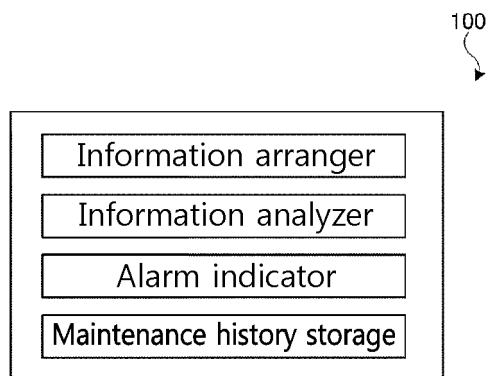 100
Information arranger
Information analyzer
Alarm indicator
Maintenance history storage